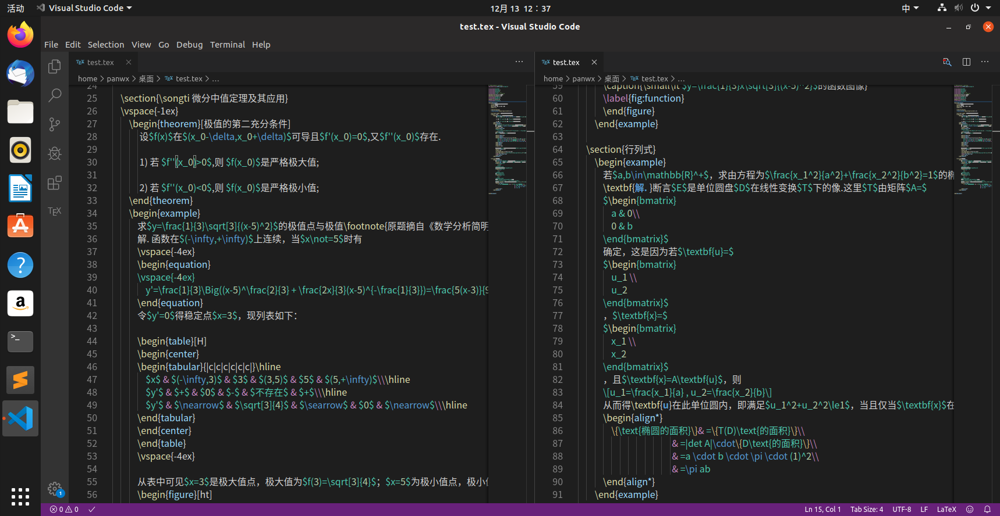 活动 Visual Studio Code 12月 13 12：37 中
test.tex - Visual Studio Code
File Edit Selection View Go Debug Terminal Help
TEX test.tex
home > panwx > 桌面 > TEX test.tex > ...
24
25 \section{\songti 微分中值定理及其应用}
26 \vspace{-1ex}
27 \begin{theorem}[极值的第二充分条件]
28 设$f(x)$在$(x_0-\delta,x_0+\delta)$可导且$f'(x_0)=0$,又$f''(x_0)$存在.
29
30 1) 若 $f''(x_0)>0$,则 $f(x_0)$是严格极大值;
31
32 2) 若 $f''(x_0)<0$,则 $f(x_0)$是严格极小值;
33 \end{theorem}
34 \begin{example}
35 求$y=\frac{1}{3}\sqrt[3]{(x-5)^2}$的极值点与极值\footnote{原题摘自《数学分析简明
36 解. 函数在$(-\infty,+\infty)$上连续，当$x\not=5$时有
37 \vspace{-4ex}
38 \begin{equation}
39 \vspace{-4ex}
40 y'=\frac{1}{3}\Big((x-5)^\frac{2}{3} + \frac{2x}{3}(x-5)^{-\frac{1}{3}})=\frac{5(x-3)}{9
41 \end{equation}
42 令$y'=0$得稳定点$x=3$，现列表如下：
43
44 \begin{table}[H]
45 \begin{center}
46 \begin{tabular}{|c|c|c|c|c|c|}\hline
47 $x$ & $(-\infty,3)$ & $3$ & $(3,5)$ & $5$ & $(5,+\infty)$\\\hline
48 $y'$ & $+$ & $0$ & $-$ & $不存在$ & $+$\\\hline
49 $y'$ & $\nearrow$ & $\sqrt[3]{4}$ & $\searrow$ & $0$ & $\nearrow$\\\hline
50 \end{tabular}
51 \end{center}
52 \end{table}
53 \vspace{-4ex}
54
55 从表中可见$x=3$是极大值点，极大值为$f(3)=\sqrt[3]{4}$；$x=5$为极小值点，极小
56 \begin{figure}[ht]
TEX test.tex
home > panwx > 桌面 > TEX test.tex > ...
59 \caption{\small\it $y=\frac{1}{3}x\sqrt[3]{(x-5)^2}$的函数图像}
60 \label{fig:function}
61 \end{figure}
62 \end{example}
63
64 \section{行列式}
65 \begin{example}
66 若$a,b\in\mathbb{R}^+$，求由方程为$\frac{x_1^2}{a^2}+\frac{x_2^2}{b^2}=1$的椭
67 \textbf{解. }断言$E$是单位圆盘$D$在线性变换$T$下的像.这里$T$由矩阵$A=$
68 $\begin{bmatrix}
69 a & 0\\
70 0 & b
71 \end{bmatrix}$
72 确定，这是因为若$\textbf{u}=$
73 $\begin{bmatrix}
74 u_1 \\
75 u_2
76 \end{bmatrix}$
77 ，$\textbf{x}=$
78 $\begin{bmatrix}
79 x_1 \\
80 x_2
81 \end{bmatrix}$
82 ，且$\textbf{x}=A\textbf{u}$，则
83 \[u_1=\frac{x_1}{a} , u_2=\frac{x_2}{b}\]
84 从而得\textbf{u}在此单位圆内，即满足$u_1^2+u_2^2\le1$，当且仅当$\textbf{x}$在
85 \begin{align*}
86 \{\text{椭圆的面积}\}& =\{T(D)\text{的面积}\}\\
87 & =|det A|\cdot\{D\text{的面积}\}\\
88 & =a \cdot b \cdot \pi \cdot (1)^2\\
89 & =\pi ab
90 \end{align*}
91 \end{example}
TEX
1
0 0
Ln 15, Col 1 Tab Size: 4 UTF-8 LF LaTeX